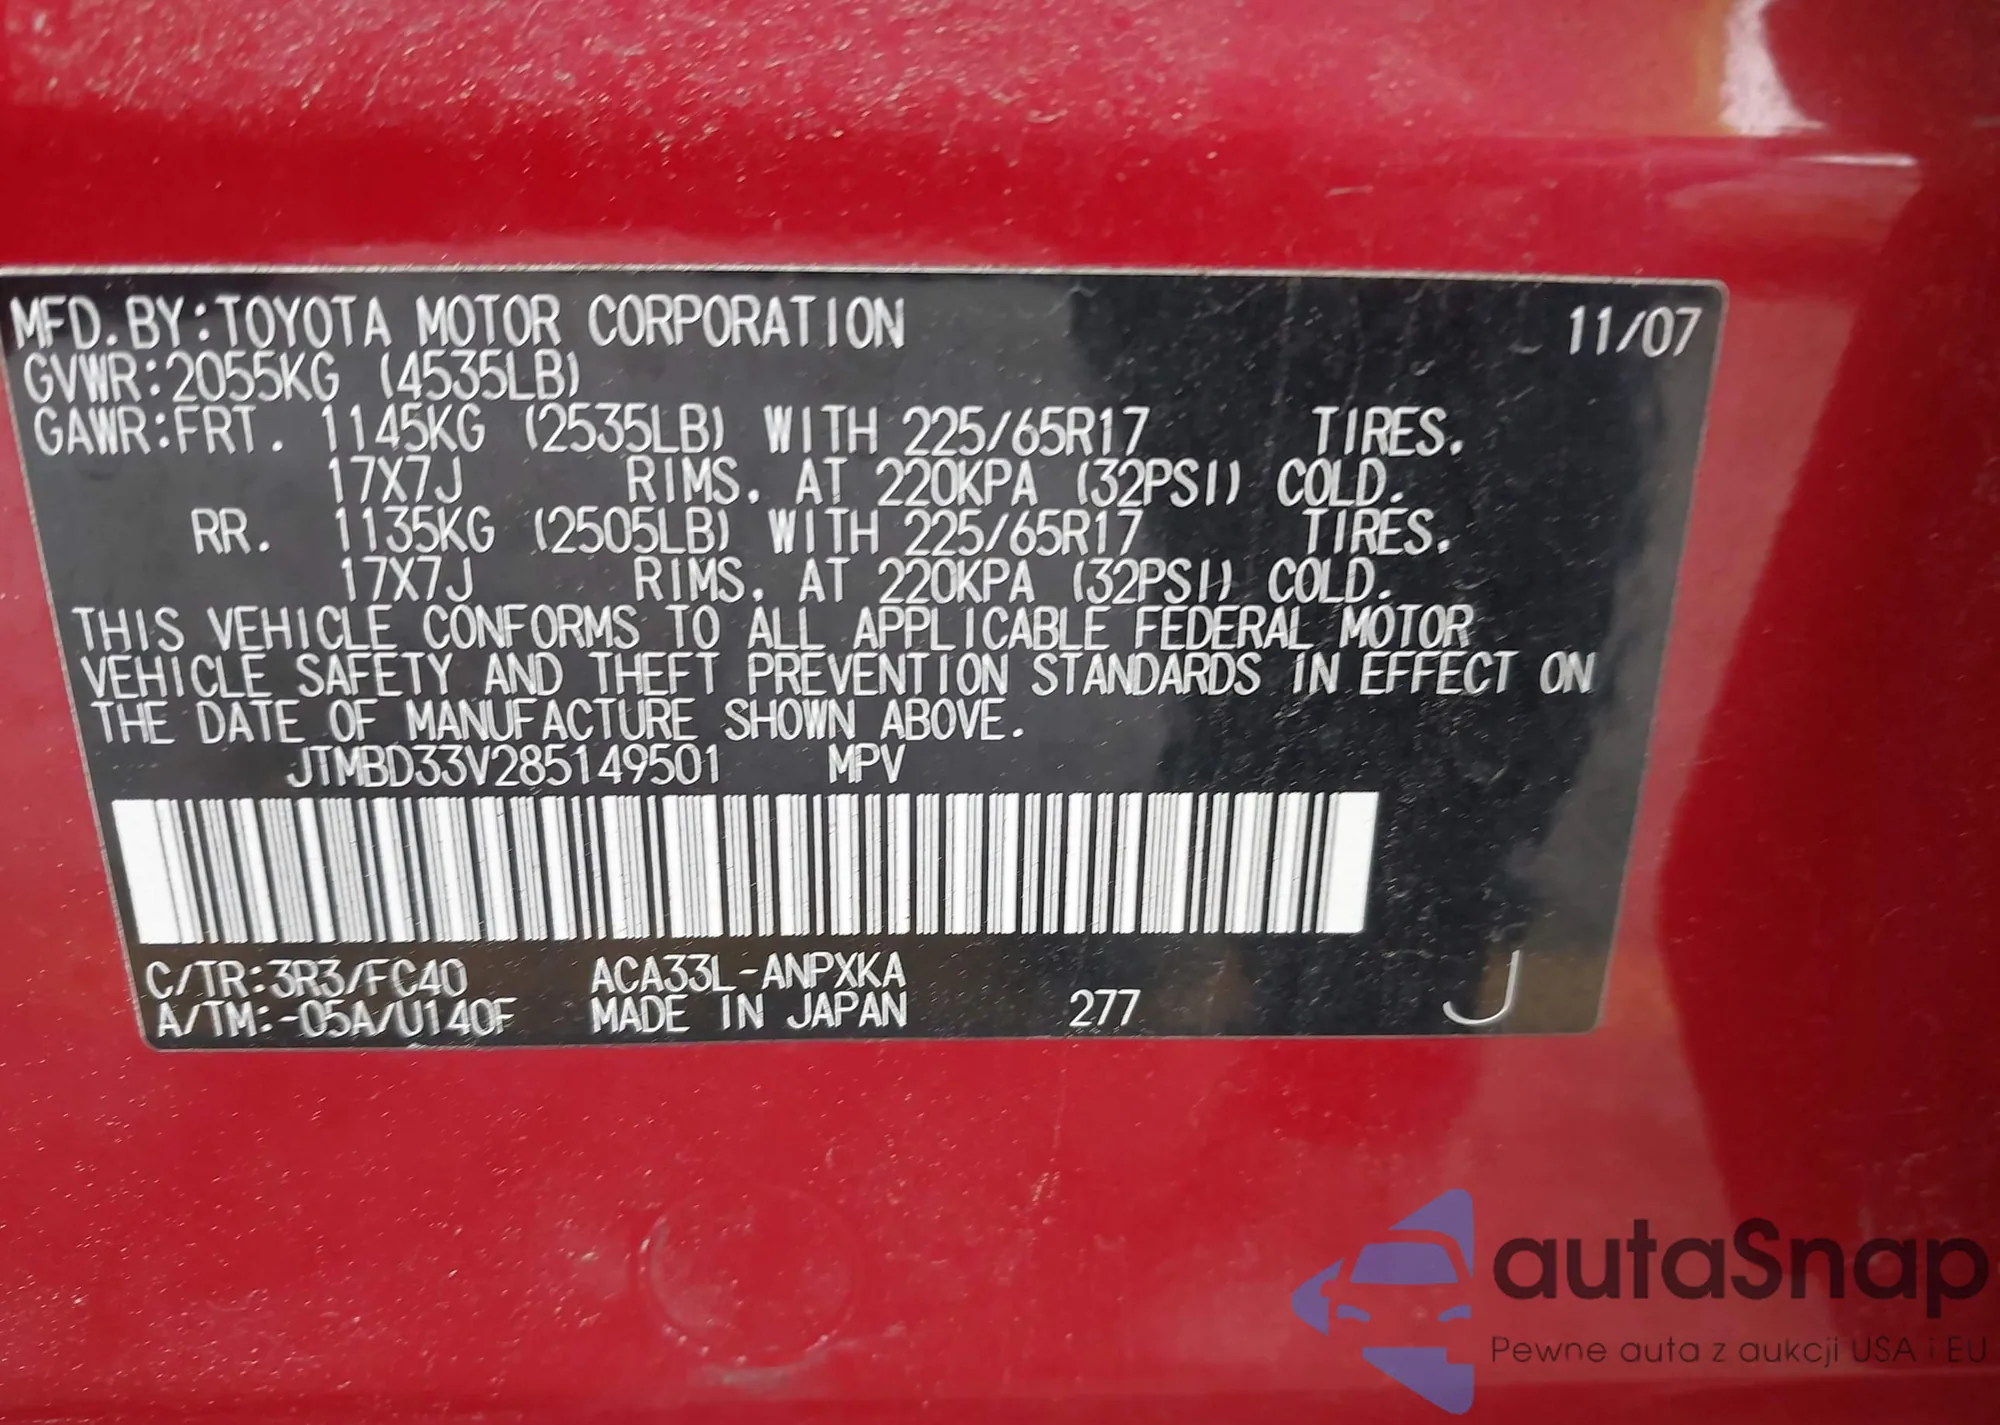 MFD.BY:TOYOTA MOTOR CORPORATION 11/07
GVWR:2055KG (4535LB)
GAWR:FRT. 1145KG (2535LB) WITH 225/65R17 TIRES.
17X7J RIMS. AT 220KPA (32PSI) COLD.
RR. 1135KG (2505LB) WITH 225/65R17 TIRES.
17X7J RIMS. AT 220KPA (32PSI) COLD.
THIS VEHICLE CONFORMS TO ALL APPLICABLE FEDERAL MOTOR
VEHICLE SAFETY AND THEFT PREVENTION STANDARDS IN EFFECT ON
THE DATE OF MANUFACTURE SHOWN ABOVE.
JTMBD33V285149501 MPV
C/TR:3R3/FC40 ACA33L-ANPXKA
A/TM:-05A/U140F MADE IN JAPAN 277 J
autaSnap
Pewne auta z aukcji USA i EU